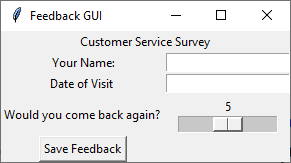 Feedback GUI
Customer Service Survey
Your Name:
Date of Visit
5
Would you come back again?
Save Feedback